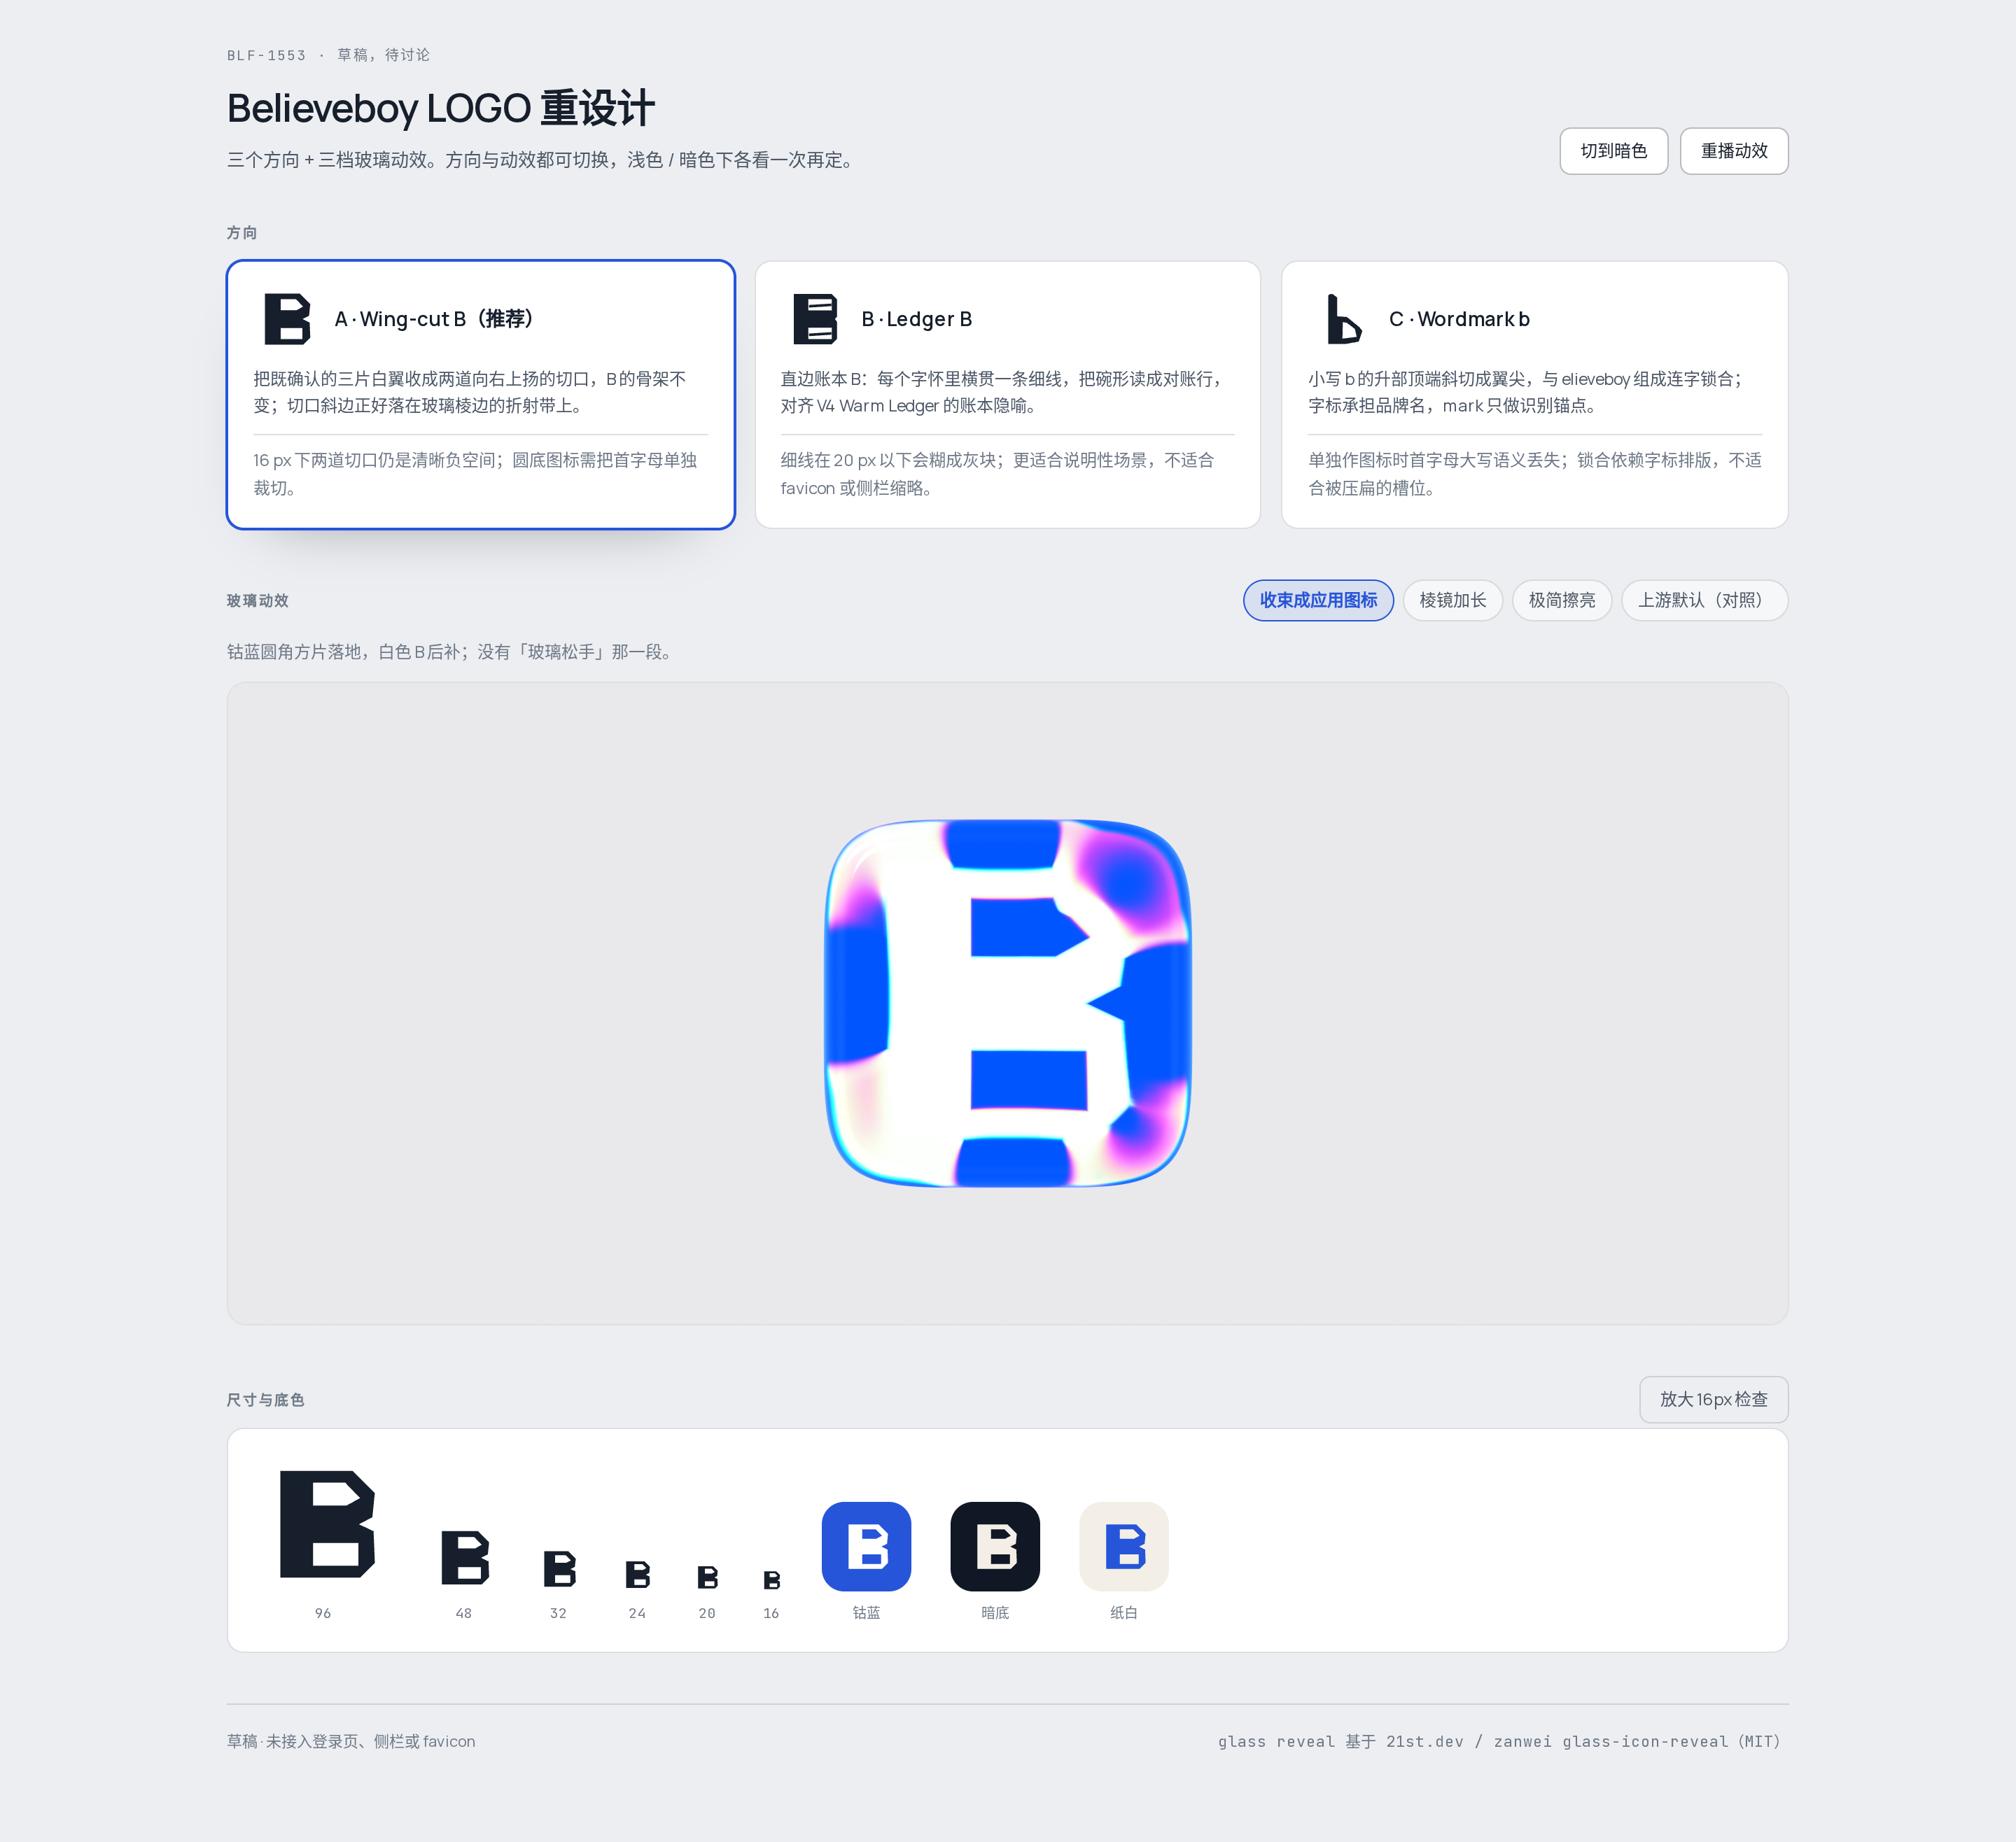 BLF-1553 · 草稿，待讨论
Believeboy LOGO 重设计
三个方向 + 三档玻璃动效。方向与动效都可切换，浅色 / 暗色下各看一次再定。
切到暗色
重播动效
方向
A · Wing-cut B（推荐）
把既确认的三片白翼收成两道向右上扬的切口，B 的骨架不
变；切口斜边正好落在玻璃棱边的折射带上。
16 px 下两道切口仍是清晰负空间；圆底图标需把首字母单独
裁切。
B · Ledger B
直边账本 B：每个字怀里横贯一条细线，把碗形读成对账行，
对齐 V4 Warm Ledger 的账本隐喻。
细线在 20 px 以下会糊成灰块；更适合说明性场景，不适合
favicon 或侧栏缩略。
C · Wordmark b
小写 b 的升部顶端斜切成翼尖，与 elieveboy 组成连字锁合；
字标承担品牌名，mark 只做识别锚点。
单独作图标时首字母大写语义丢失；锁合依赖字标排版，不适
合被压扁的槽位。
玻璃动效
收束成应用图标
棱镜加长
极简擦亮
上游默认（对照）
钴蓝圆角方片落地，白色 B 后补；没有「玻璃松手」那一段。
尺寸与底色
放大 16px 检查
96
48
32
24
20
16
钴蓝
暗底
纸白
草稿 · 未接入登录页、侧栏或 favicon
glass reveal 基于 21st.dev / zanwei glass-icon-reveal（MIT）